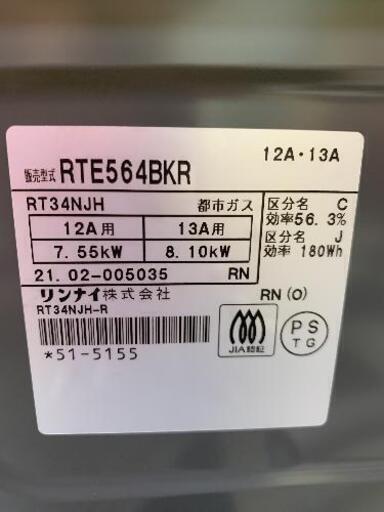 12A・13A
販売型式 RTE564BKR
RT34NJH 都市ガス
12A用 13A用
7.55kW 8.10kW
区分名 C
効率56.3%
区分名 J
効率 180Wh
21.02-005035 RN
リンナイ株式会社 RN(O)
RT34NJH-R
*51-5155
JIA認証
PS
TG